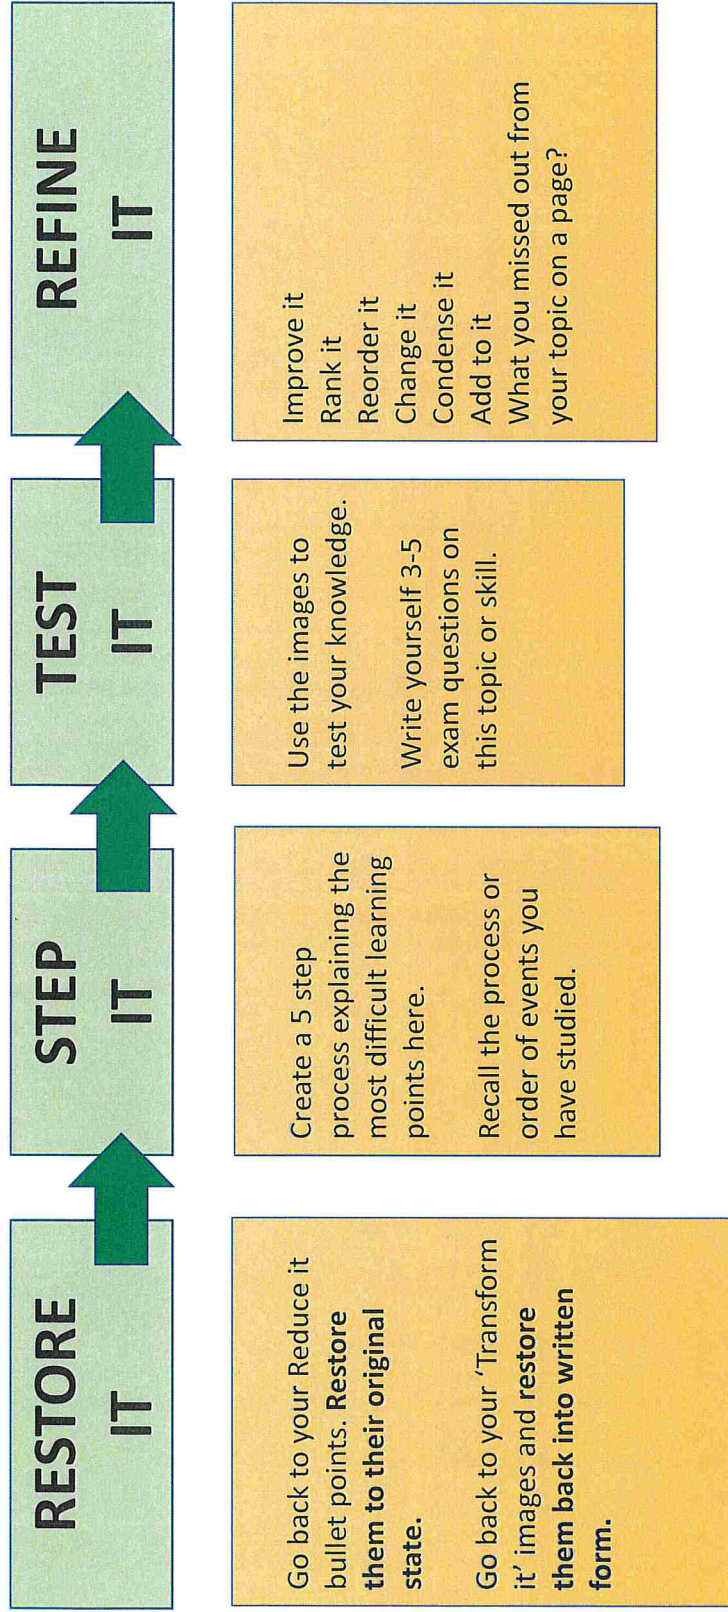 RESTORE
IT
Go back to your Reduce it
bullet points. Restore
them to their original
state.
Go back to your 'Transform
it' images and restore
them back into written
form.
STEP
IT
Create a 5 step
process explaining the
most difficult learning
points here.
Recall the process or
order of events you
have studied.
TEST
IT
Use the images to
test your knowledge.
Write yourself 3-5
exam questions on
this topic or skill.
REFINE
IT
Improve it
Rank it
Reorder it
Change it
Condense it
Add to it
What you missed out from
your topic on a page?